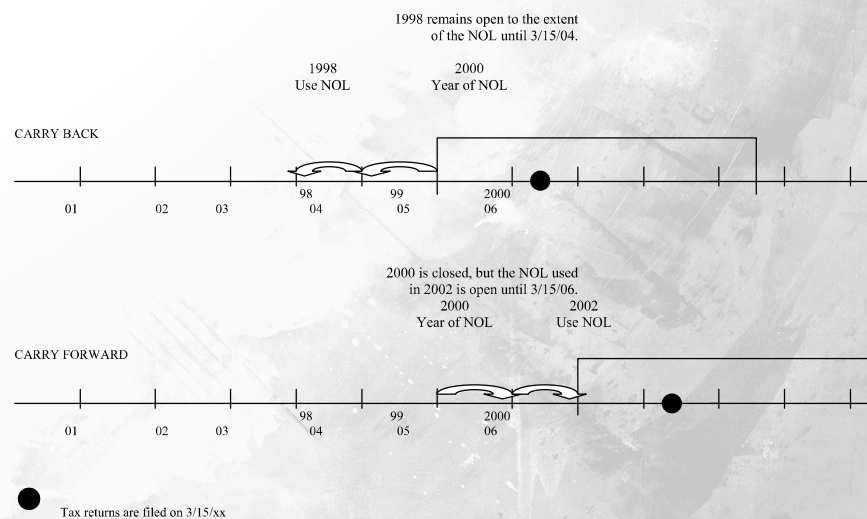 1998 remains open to the extent
of the NOL until 3/15/04.
1998
Use NOL
2000
Year of NOL
CARRY BACK
98 99 2000
01 02 03 04 05 06
2000 is closed, but the NOL used
in 2002 is open until 3/15/06.
2000
Year of NOL
2002
Use NOL
CARRY FORWARD
98 99 2000
01 02 03 04 05 06
Tax returns are filed on 3/15/xx